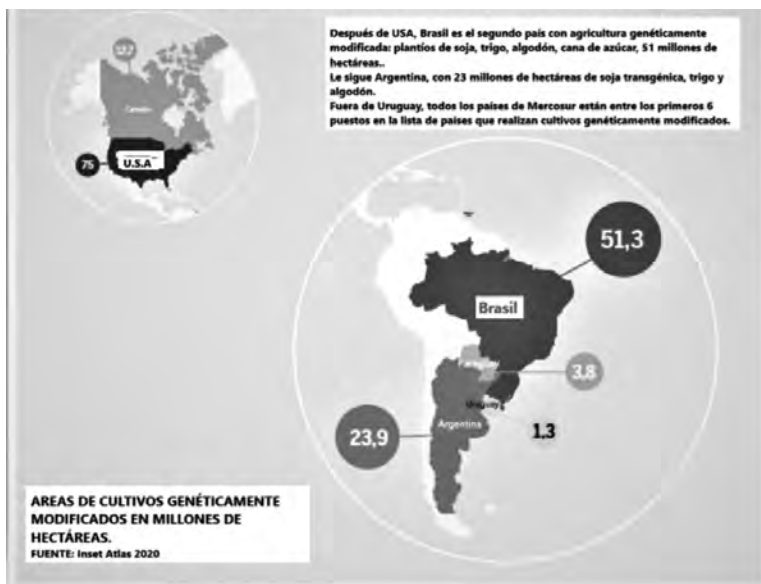 Después de USA, Brasil es el segundo país con agricultura genéticamente
modificada: plantíos de soja, trigo, algodón, cana de azúcar, 51 millones de
hectáreas..
Le sigue Argentina, con 23 millones de hectáreas de soja transgénica, trigo y
algodón.
Fuera de Uruguay, todos los países de Mercosur están entre los primeros 6
puestos en la lista de países que realizan cultivos genéticamente modificados.
Canadá
75
U.S.A
51,3
Brasil
Paraguay
3,8
Uruguay
1,3
Argentina
23,9
AREAS DE CULTIVOS GENÉTICAMENTE
MODIFICADOS EN MILLONES DE
HECTÁREAS.
FUENTE: Inset Atlas 2020